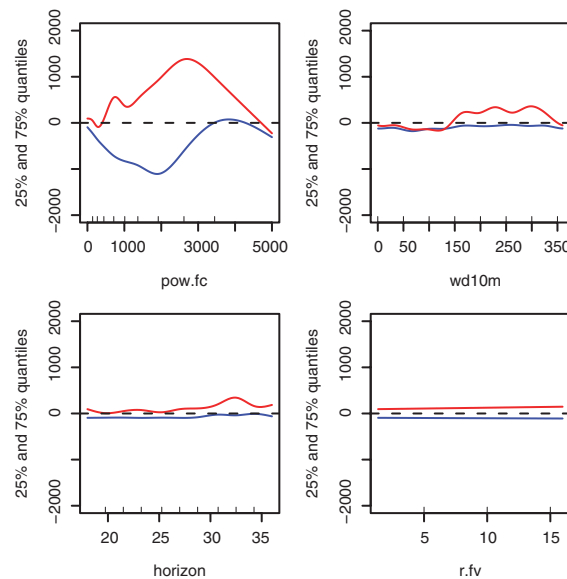 25% and 75% quantiles
-2000 0 1000 2000
0 1000 3000 5000
pow.fc
25% and 75% quantiles
-2000 0 1000 2000
0 50 150 250 350
wd10m
25% and 75% quantiles
-2000 0 1000 2000
20 25 30 35
horizon
25% and 75% quantiles
-2000 0 1000 2000
5 10 15
r.fv